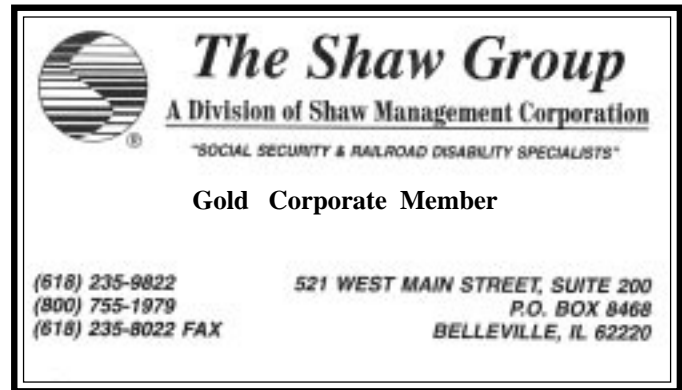 The Shaw Group
®
A Division of Shaw Management Corporation
"SOCIAL SECURITY & RAILROAD DISABILITY SPECIALISTS"
Gold Corporate Member
(618) 235-9822
(800) 755-1979
(618) 235-8022 FAX
521 WEST MAIN STREET, SUITE 200
P.O. BOX 8468
BELLEVILLE, IL 62220